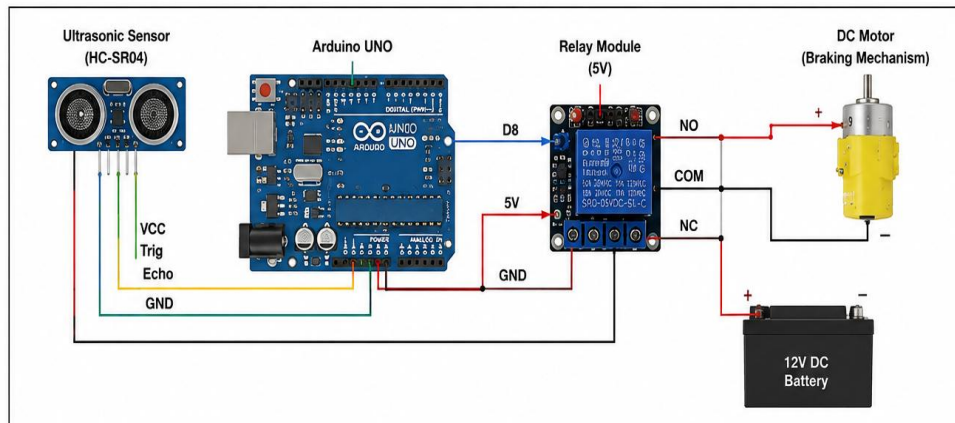 Ultrasonic Sensor
(HC-SR04)
Arduino UNO
Relay Module
(5V)
DC Motor
(Braking Mechanism)
DIGITAL
UNO
ARDUINO
POWER
D8
5V
GND
NO
COM
NC
+
−
VCC
Trig
Echo
GND
+
−
12V DC
Battery